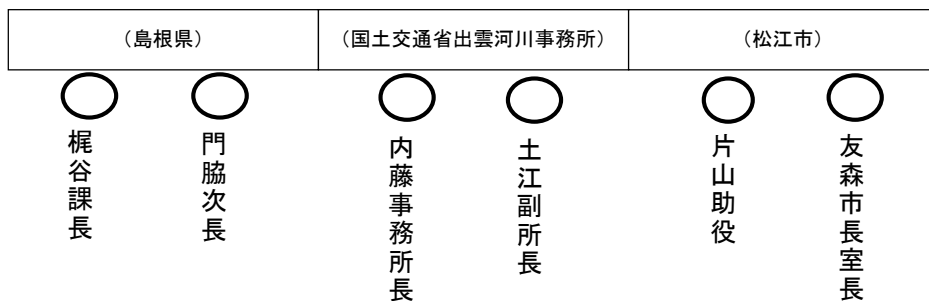 （島根県）
（国土交通省出雲河川事務所）
（松江市）
梶谷課長
門脇次長
内藤事務所長
土江副所長
片山助役
友森市長室長